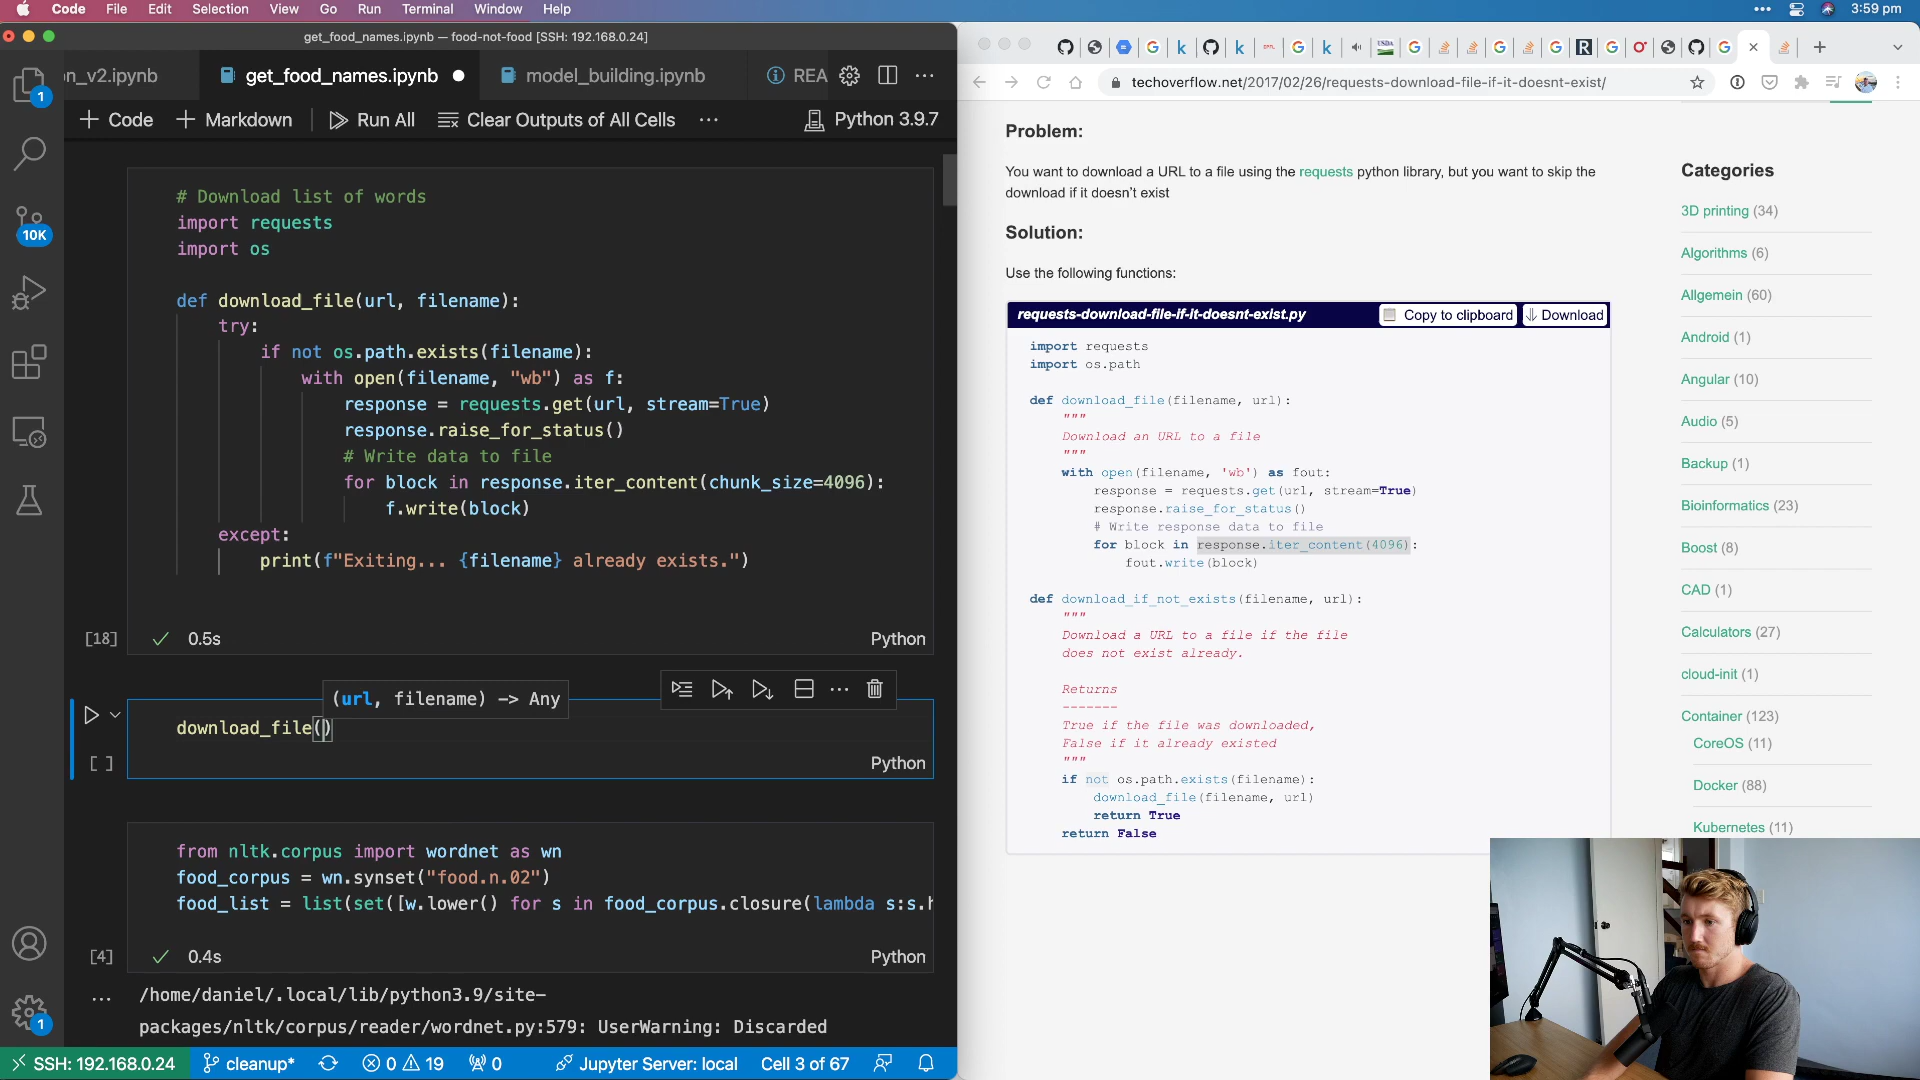 Code File Edit Selection View Go Run Terminal Window Help
3:59 pm
get_food_names.ipynb — food-not-food [SSH: 192.168.0.24]
on_v2.ipynb get_food_names.ipynb model_building.ipynb REA
Code Markdown Run All Clear Outputs of All Cells Python 3.9.7
1
10K
# Download list of words
import requests
import os
def download_file(url, filename):
try:
if not os.path.exists(filename):
with open(filename, "wb") as f:
response = requests.get(url, stream=True)
response.raise_for_status()
# Write data to file
for block in response.iter_content(chunk_size=4096):
f.write(block)
except:
print(f"Exiting... {filename} already exists.")
[18] 0.5s Python
(url, filename) -> Any
download_file()
[ ] Python
from nltk.corpus import wordnet as wn
food_corpus = wn.synset("food.n.02")
food_list = list(set([w.lower() for s in food_corpus.closure(lambda s:s.h
[4] 0.4s Python
/home/daniel/.local/lib/python3.9/site-
packages/nltk/corpus/reader/wordnet.py:579: UserWarning: Discarded
1
SSH: 192.168.0.24 cleanup* 0 19 0 Jupyter Server: local Cell 3 of 67
techoverflow.net/2017/02/26/requests-download-file-if-it-doesnt-exist/
Problem:
You want to download a URL to a file using the requests python library, but you want to skip the
download if it doesn't exist
Solution:
Use the following functions:
requests-download-file-if-it-doesnt-exist.py Copy to clipboard Download
import requests
import os.path
def download_file(filename, url):
"""
Download an URL to a file
"""
with open(filename, 'wb') as fout:
response = requests.get(url, stream=True)
response.raise_for_status()
# Write response data to file
for block in response.iter_content(4096):
fout.write(block)
def download_if_not_exists(filename, url):
"""
Download a URL to a file if the file
does not exist already.
Returns
-------
True if the file was downloaded,
False if it already existed
"""
if not os.path.exists(filename):
download_file(filename, url)
return True
return False
Categories
3D printing (34)
Algorithms (6)
Allgemein (60)
Android (1)
Angular (10)
Audio (5)
Backup (1)
Bioinformatics (23)
Boost (8)
CAD (1)
Calculators (27)
cloud-init (1)
Container (123)
CoreOS (11)
Docker (88)
Kubernetes (11)